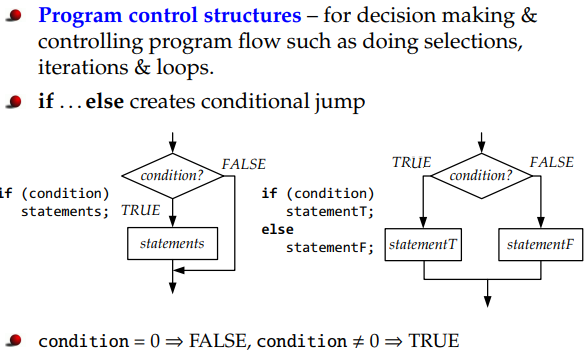 Program control structures – for decision making &
controlling program flow such as doing selections,
iterations & loops.
if ... else creates conditional jump
if (condition)
statements;
condition?
FALSE
TRUE
statements
if (condition)
statementT;
else
statementF;
TRUE
condition?
FALSE
statementT
statementF
condition = 0 ⇒ FALSE, condition ≠ 0 ⇒ TRUE